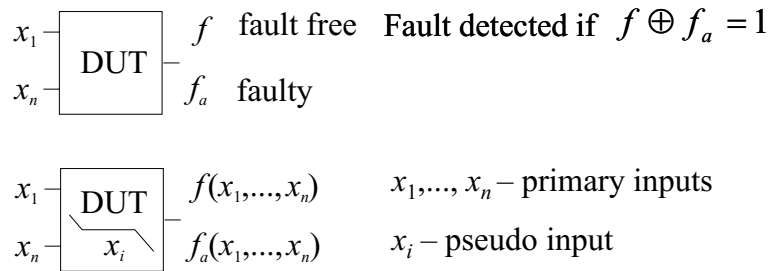 x₁ DUT f fault free Fault detected if f ⊕ fₐ = 1
xₙ fₐ faulty
x₁ DUT f(x₁,..., xₙ) x₁,..., xₙ – primary inputs
xₙ xᵢ fₐ(x₁,..., xₙ) xᵢ – pseudo input